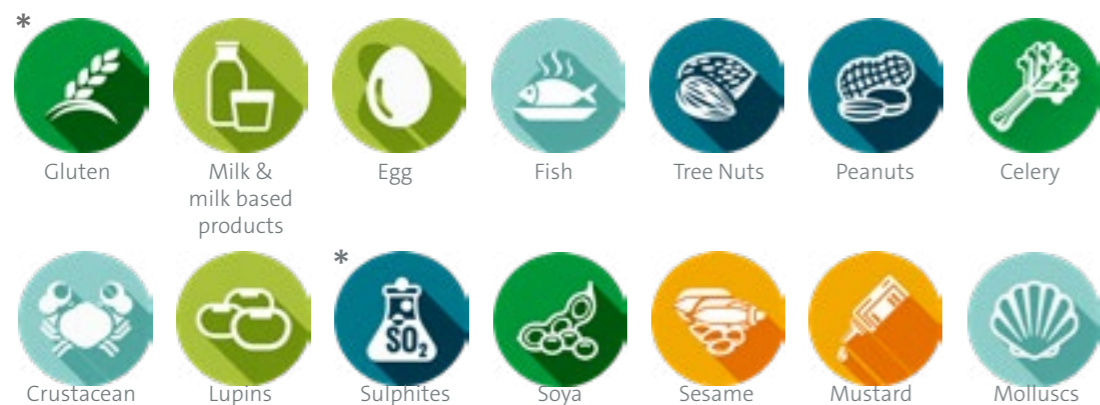 *
Gluten
Milk &
milk based
products
Egg
Fish
Tree Nuts
Peanuts
Celery
Crustacean
Lupins
*
SO₂
Sulphites
Soya
Sesame
Mustard
Molluscs